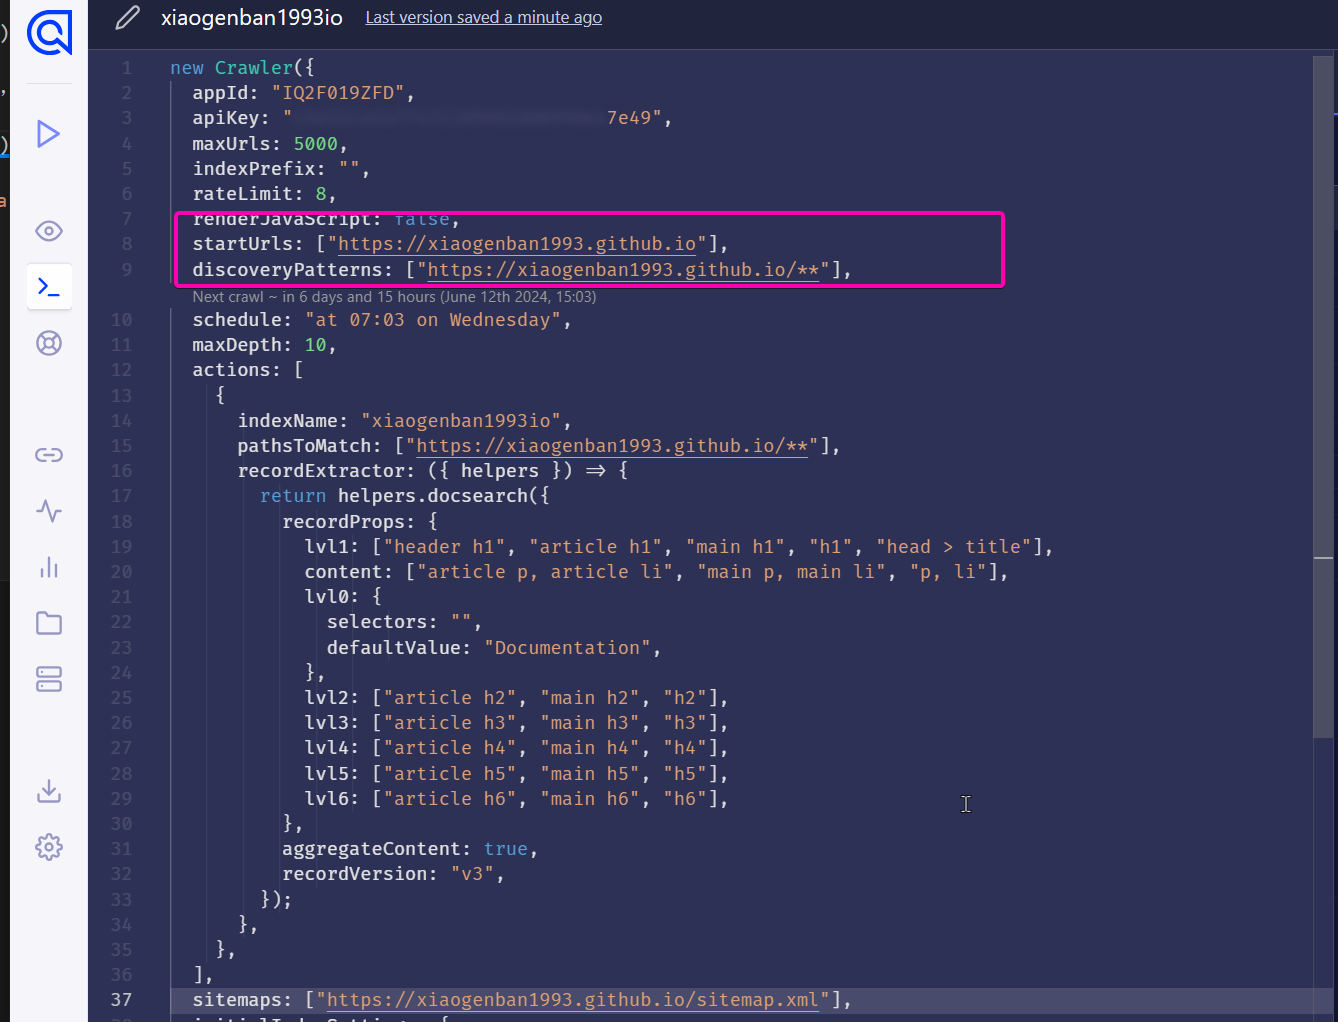 xiaogenban1993io Last version saved a minute ago
1 new Crawler({
2 appId: "IQ2F019ZFD",
3 apiKey: " 7e49",
4 maxUrls: 5000,
5 indexPrefix: "",
6 rateLimit: 8,
7 renderJavaScript: false,
8 startUrls: ["https://xiaogenban1993.github.io"],
9 discoveryPatterns: ["https://xiaogenban1993.github.io/**"],
Next crawl ~ in 6 days and 15 hours (June 12th 2024, 15:03)
10 schedule: "at 07:03 on Wednesday",
11 maxDepth: 10,
12 actions: [
13 {
14 indexName: "xiaogenban1993io",
15 pathsToMatch: ["https://xiaogenban1993.github.io/**"],
16 recordExtractor: ({ helpers }) => {
17 return helpers.docsearch({
18 recordProps: {
19 lvl1: ["header h1", "article h1", "main h1", "h1", "head > title"],
20 content: ["article p, article li", "main p, main li", "p, li"],
21 lvl0: {
22 selectors: "",
23 defaultValue: "Documentation",
24 },
25 lvl2: ["article h2", "main h2", "h2"],
26 lvl3: ["article h3", "main h3", "h3"],
27 lvl4: ["article h4", "main h4", "h4"],
28 lvl5: ["article h5", "main h5", "h5"],
29 lvl6: ["article h6", "main h6", "h6"],
30 },
31 aggregateContent: true,
32 recordVersion: "v3",
33 });
34 },
35 },
36 ],
37 sitemaps: ["https://xiaogenban1993.github.io/sitemap.xml"],